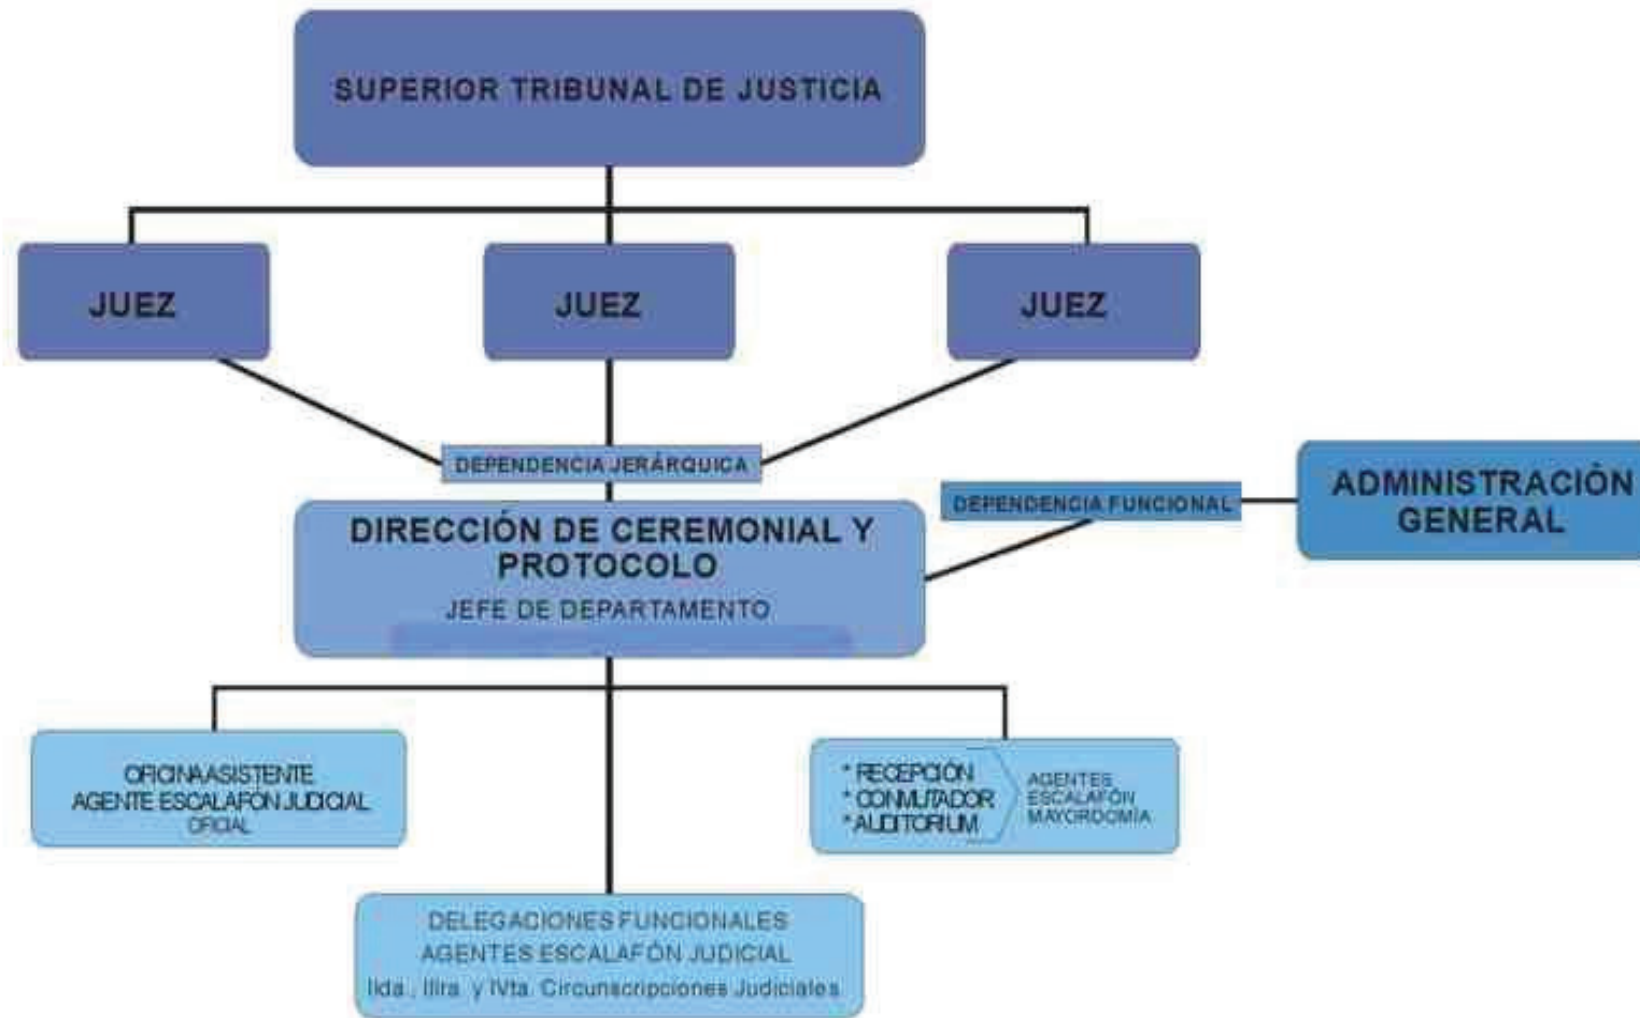 SUPERIOR TRIBUNAL DE JUSTICIA
JUEZ
JUEZ
JUEZ
DEPENDENCIA JERÁRQUICA
DEPENDENCIA FUNCIONAL
ADMINISTRACIÓN
GENERAL
DIRECCIÓN DE CEREMONIAL Y
PROTOCOLO
JEFE DE DEPARTAMENTO
OFICINA ASISTENTE
AGENTE ESCALAFÓN JUDICIAL
OFICIAL
* RECEPCIÓN
* CONMUTADOR
* AUDITORIUM
AGENTES
ESCALAFÓN
MAYORDOMÍA
DELEGACIONES FUNCIONALES
AGENTES ESCALAFÓN JUDICIAL
IIda., IIIra. y IVta. Circunscripciones Judiciales